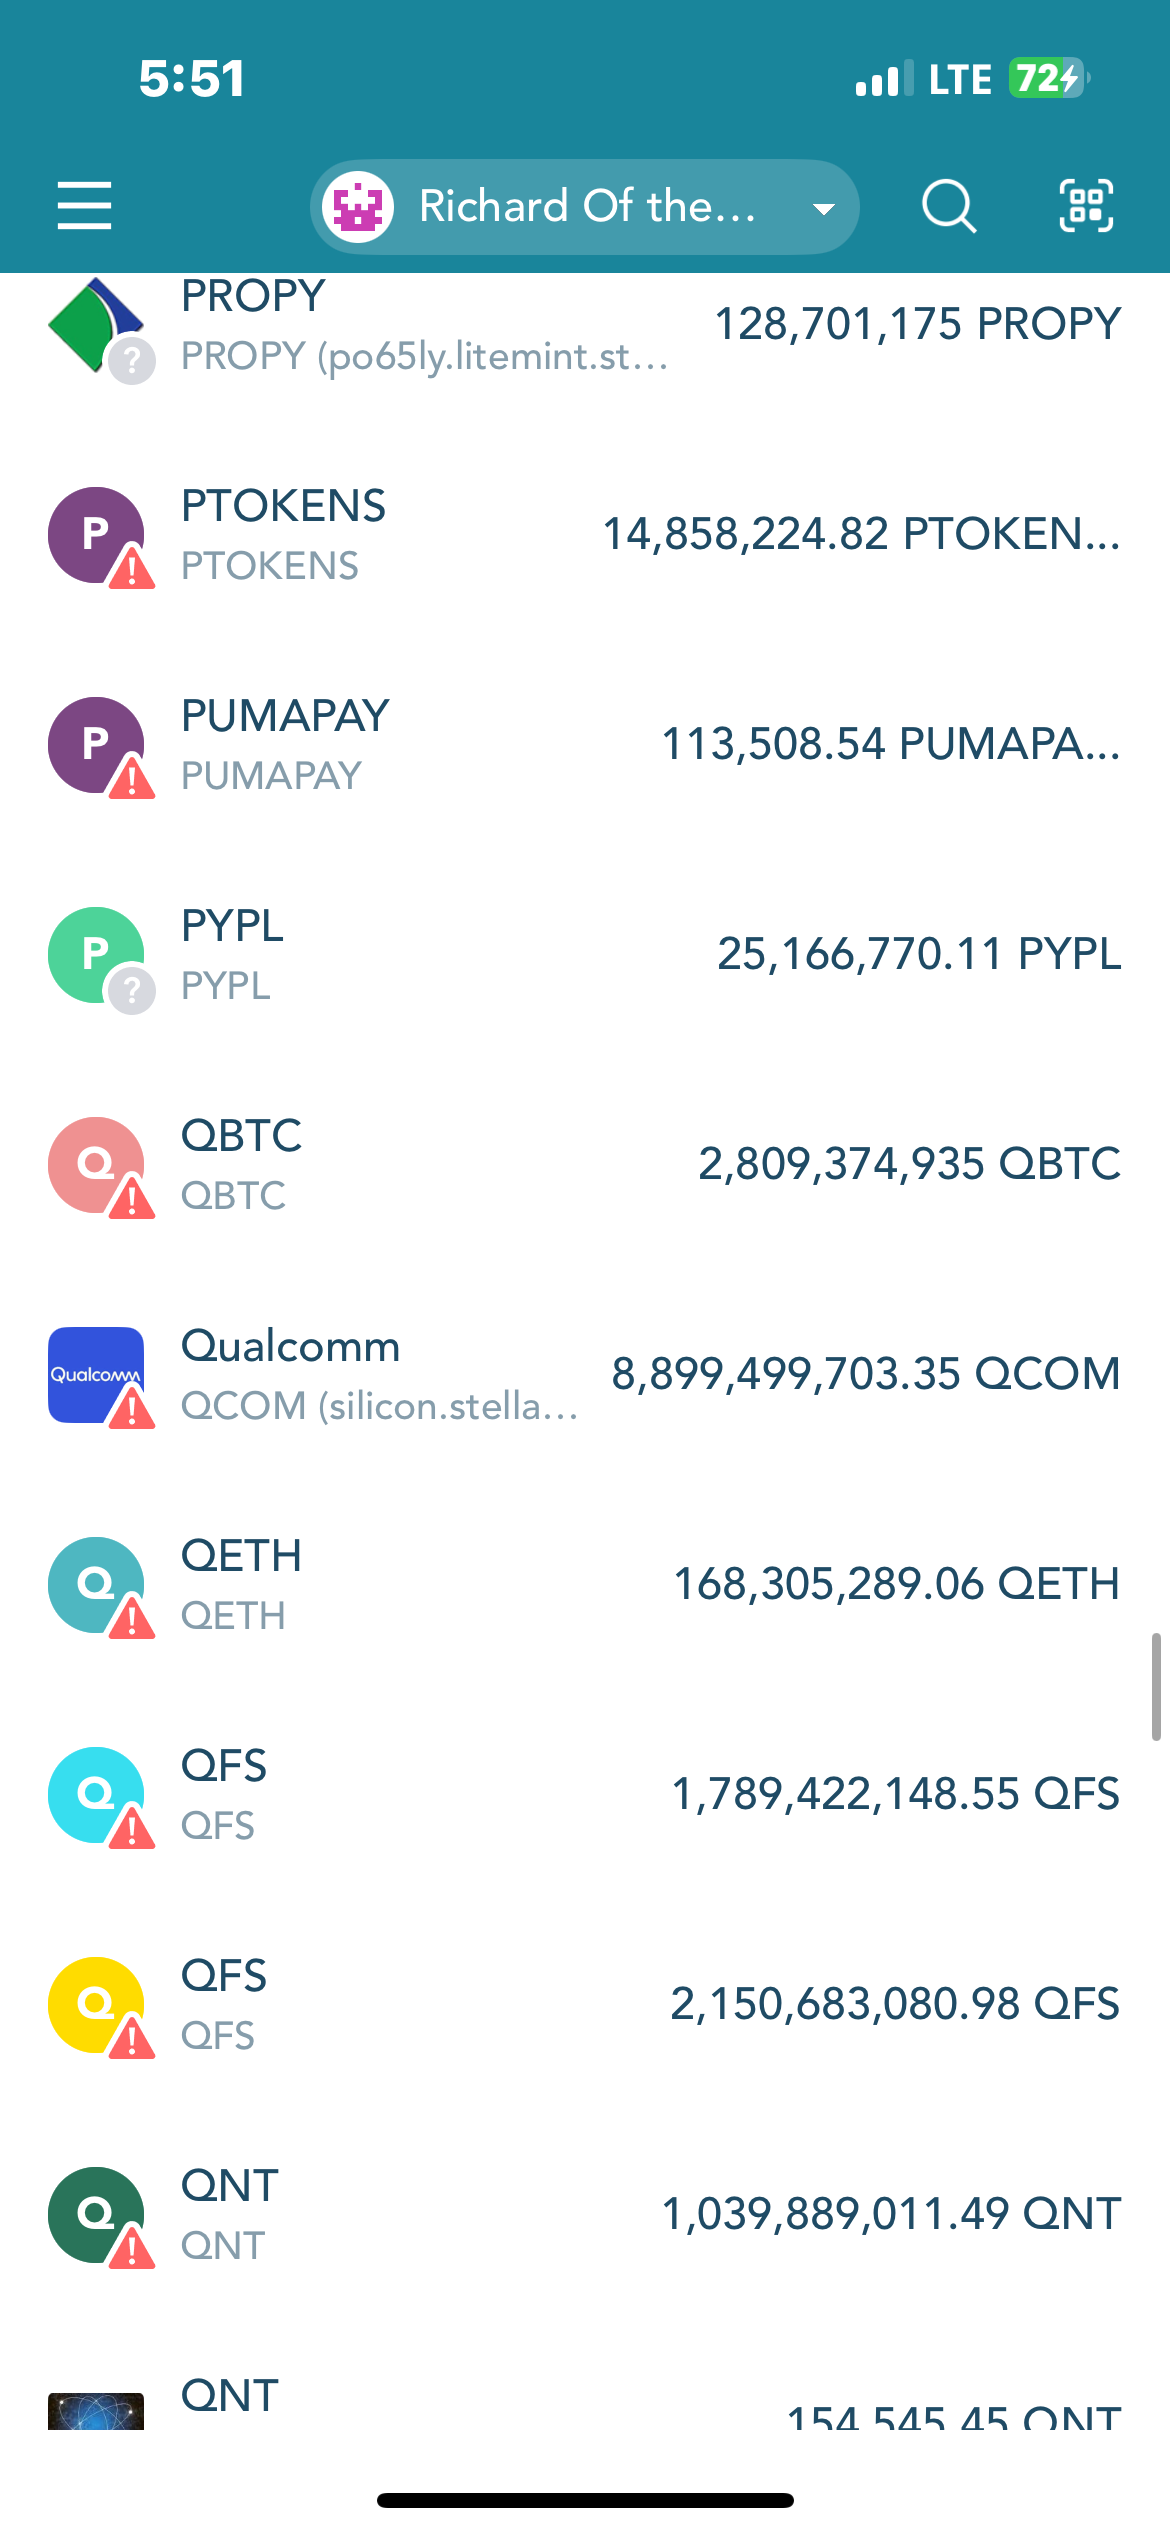 5:51
LTE 72
Richard Of the...
PROPY
128,701,175 PROPY
PROPY (po65ly.litemint.st...
P
PTOKENS
14,858,224.82 PTOKEN...
PTOKENS
P
PUMAPAY
113,508.54 PUMAPA...
PUMAPAY
P
PYPL
25,166,770.11 PYPL
PYPL
Q
QBTC
2,809,374,935 QBTC
QBTC
Qualcomm
Qualcomm
8,899,499,703.35 QCOM
QCOM (silicon.stella...
Q
QETH
168,305,289.06 QETH
QETH
Q
QFS
1,789,422,148.55 QFS
QFS
Q
QFS
2,150,683,080.98 QFS
QFS
Q
QNT
1,039,889,011.49 QNT
QNT
QNT
154,545.45 QNT